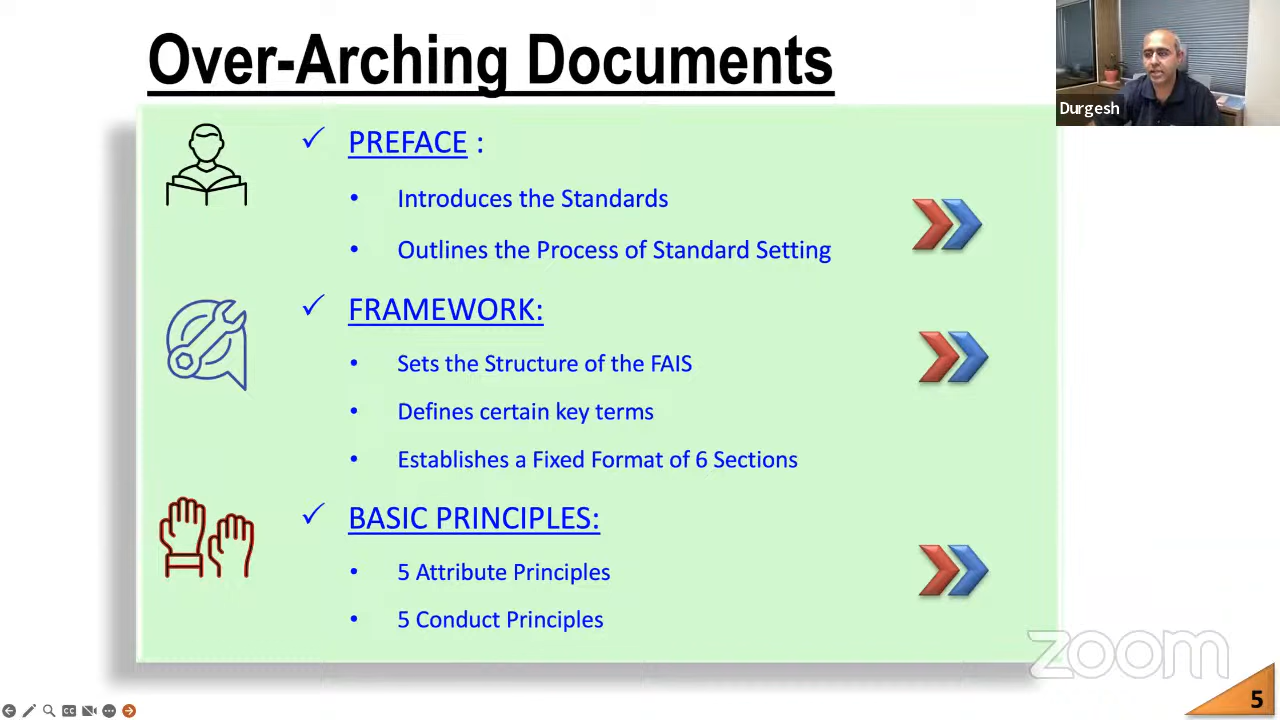 Over-Arching Documents
Durgesh
✓ PREFACE :
• Introduces the Standards
• Outlines the Process of Standard Setting
✓ FRAMEWORK:
• Sets the Structure of the FAIS
• Defines certain key terms
• Establishes a Fixed Format of 6 Sections
✓ BASIC PRINCIPLES:
• 5 Attribute Principles
• 5 Conduct Principles
zoom
CC
5